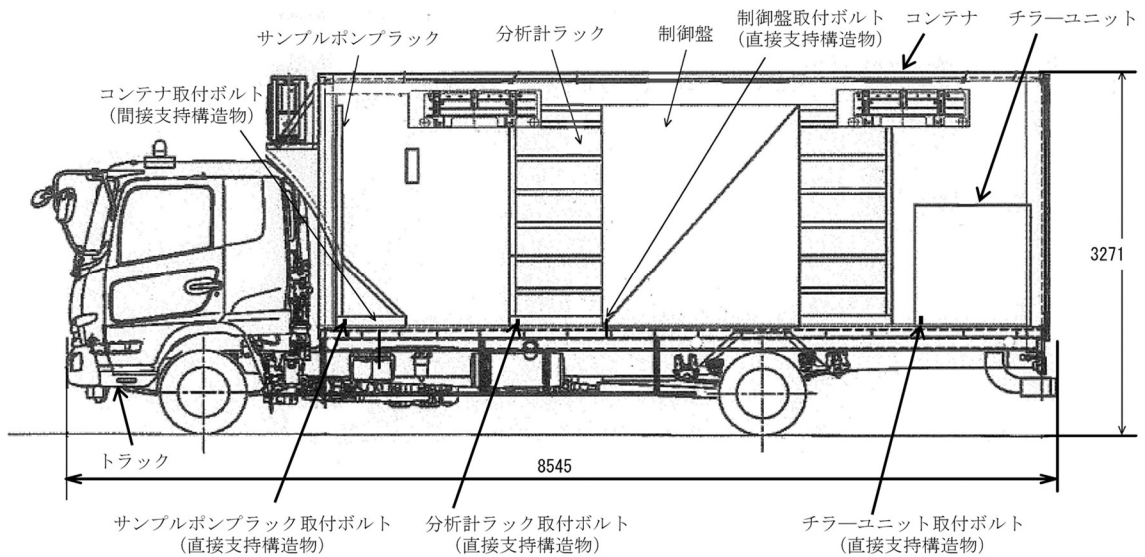 制御盤取付ボルト
(直接支持構造物)
コンテナ
チラーユニット
サンプルポンプラック
分析計ラック
制御盤
コンテナ取付ボルト
(間接支持構造物)
3271
トラック
8545
サンプルポンプラック取付ボルト
(直接支持構造物)
分析計ラック取付ボルト
(直接支持構造物)
チラーユニット取付ボルト
(直接支持構造物)